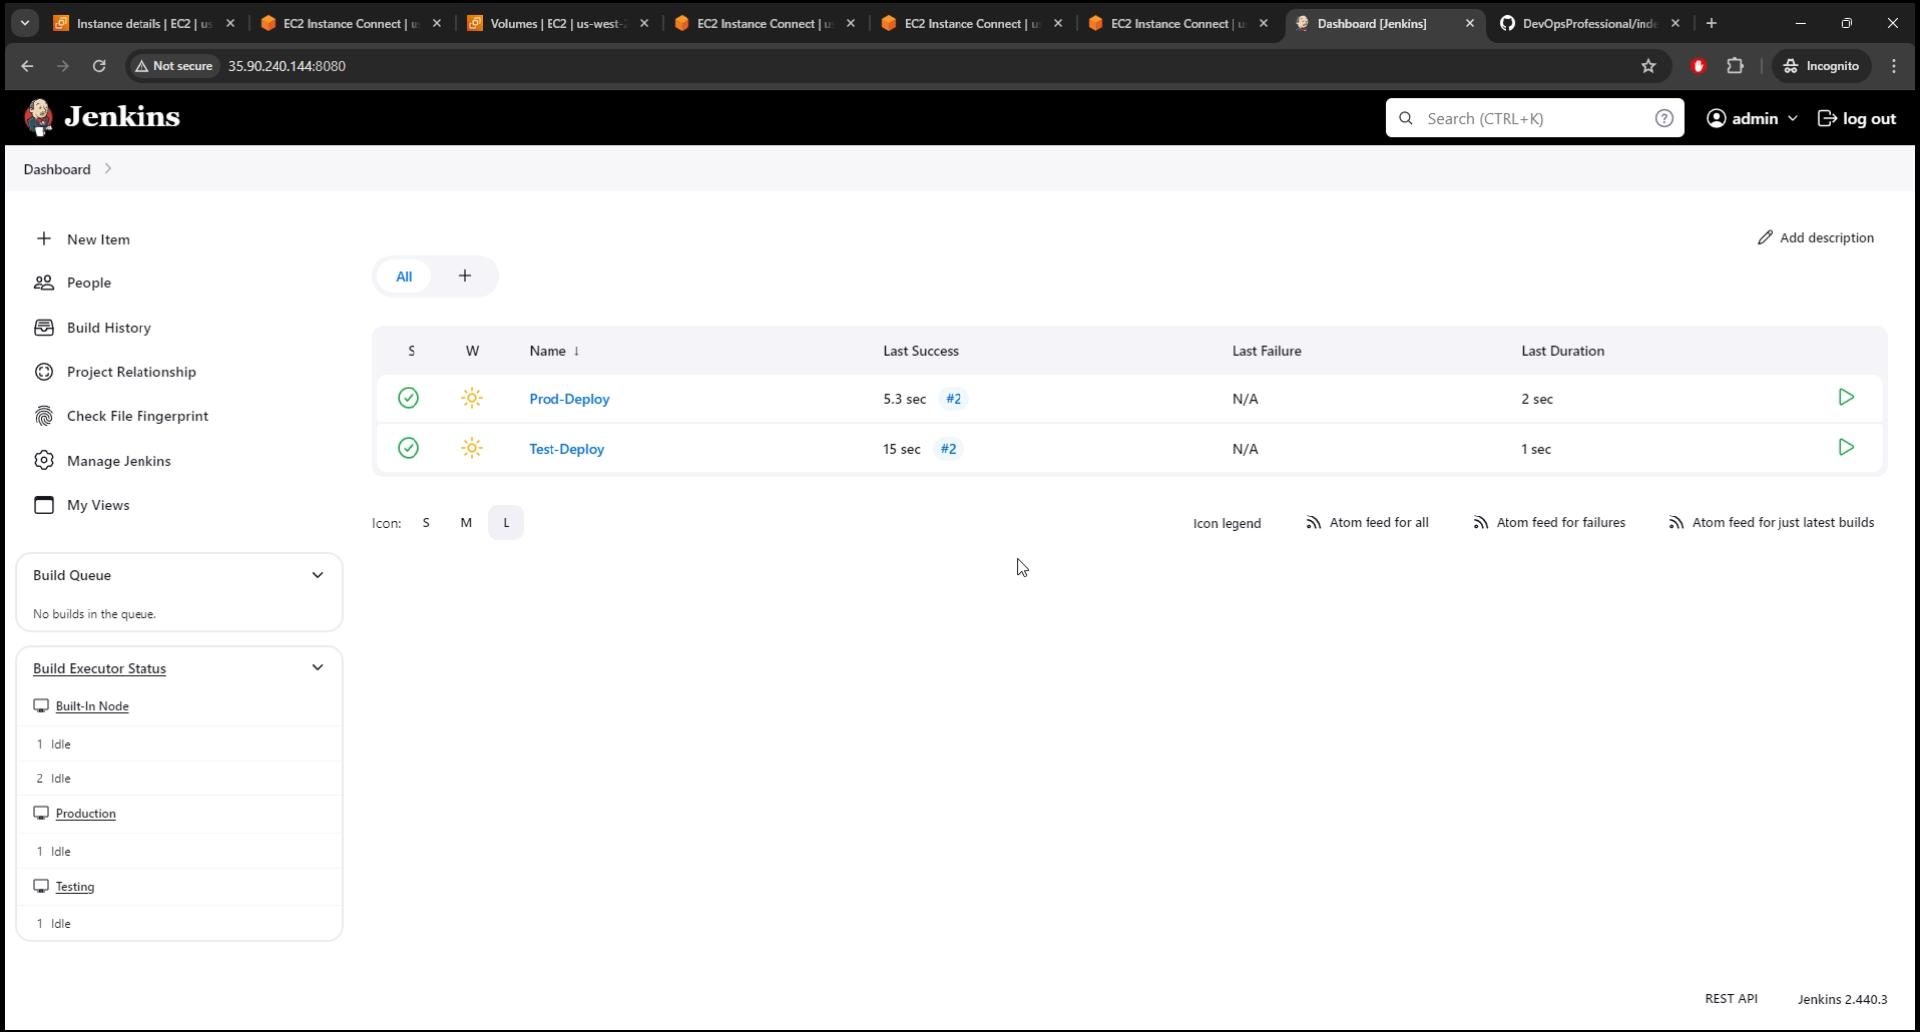 Instance details | EC2 | us
EC2 Instance Connect | u
Volumes | EC2 | us-west-2
EC2 Instance Connect | u
EC2 Instance Connect | u
EC2 Instance Connect | u
Dashboard [Jenkins]
DevOpsProfessional/inde
Not secure 35.90.240.144:8080
Incognito
Jenkins
Search (CTRL+K)
?
admin
log out
Dashboard
New Item
People
Build History
Project Relationship
Check File Fingerprint
Manage Jenkins
My Views
Add description
All +
S W Name ↓ Last Success Last Failure Last Duration
Prod-Deploy 5.3 sec #2 N/A 2 sec
Test-Deploy 15 sec #2 N/A 1 sec
Icon: S M L
Icon legend Atom feed for all Atom feed for failures Atom feed for just latest builds
Build Queue
No builds in the queue.
Build Executor Status
Built-In Node
1 Idle
2 Idle
Production
1 Idle
Testing
1 Idle
REST API Jenkins 2.440.3